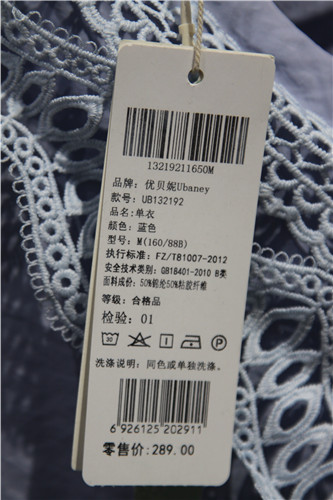 13219211650M
品牌: 优贝妮Ubaney
款号: UB132192
品名: 单衣
颜色: 蓝色
型号: M(160/88B)
执行标准: FZ/T81007-2012
安全技术类别: GB18401-2010 B类
面料成份: 50%锦纶50%粘胶纤维
等级: 合格品
检验: 01
30
洗涤说明: 同色或单独洗涤。
6 926125 202911
零售价: 289.00